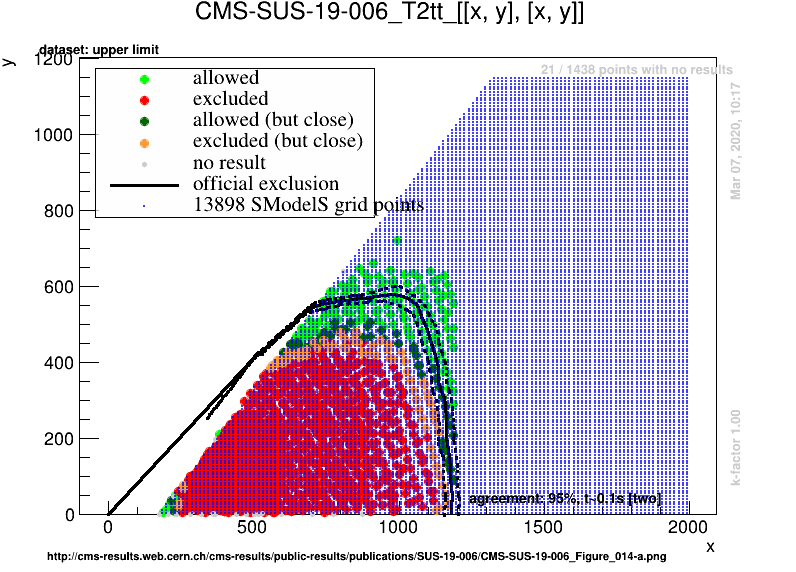 CMS-SUS-19-006_T2tt_[[x, y], [x, y]]
dataset: upper limit
y
21 / 1438 points with no results
Mar 07, 2020, 10:17
k-factor 1.00
allowed
excluded
allowed (but close)
excluded (but close)
no result
official exclusion
13898 SModelS grid points
1200
1000
800
600
400
200
0
agreement: 95%, t~0.1s [two]
0 500 1000 1500 2000
x
http://cms-results.web.cern.ch/cms-results/public-results/publications/SUS-19-006/CMS-SUS-19-006_Figure_014-a.png